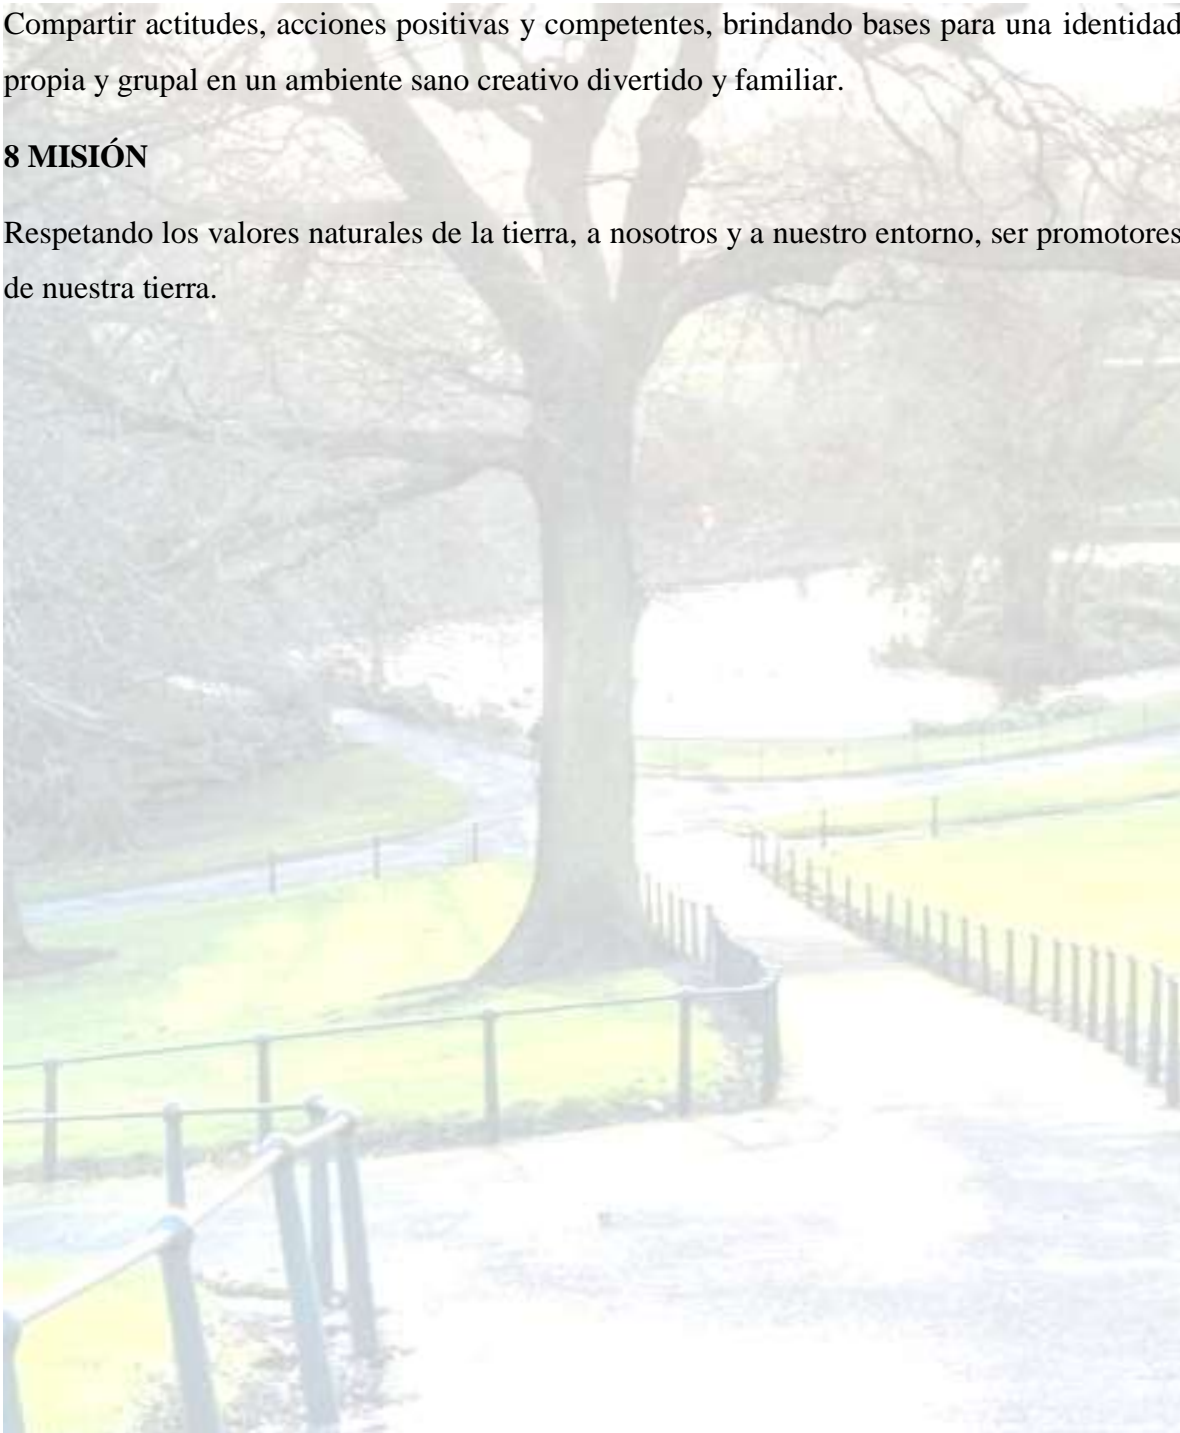 Compartir actitudes, acciones positivas y competentes, brindando bases para una identidad
propia y grupal en un ambiente sano creativo divertido y familiar.
8 MISIÓN
Respetando los valores naturales de la tierra, a nosotros y a nuestro entorno, ser promotores
de nuestra tierra.